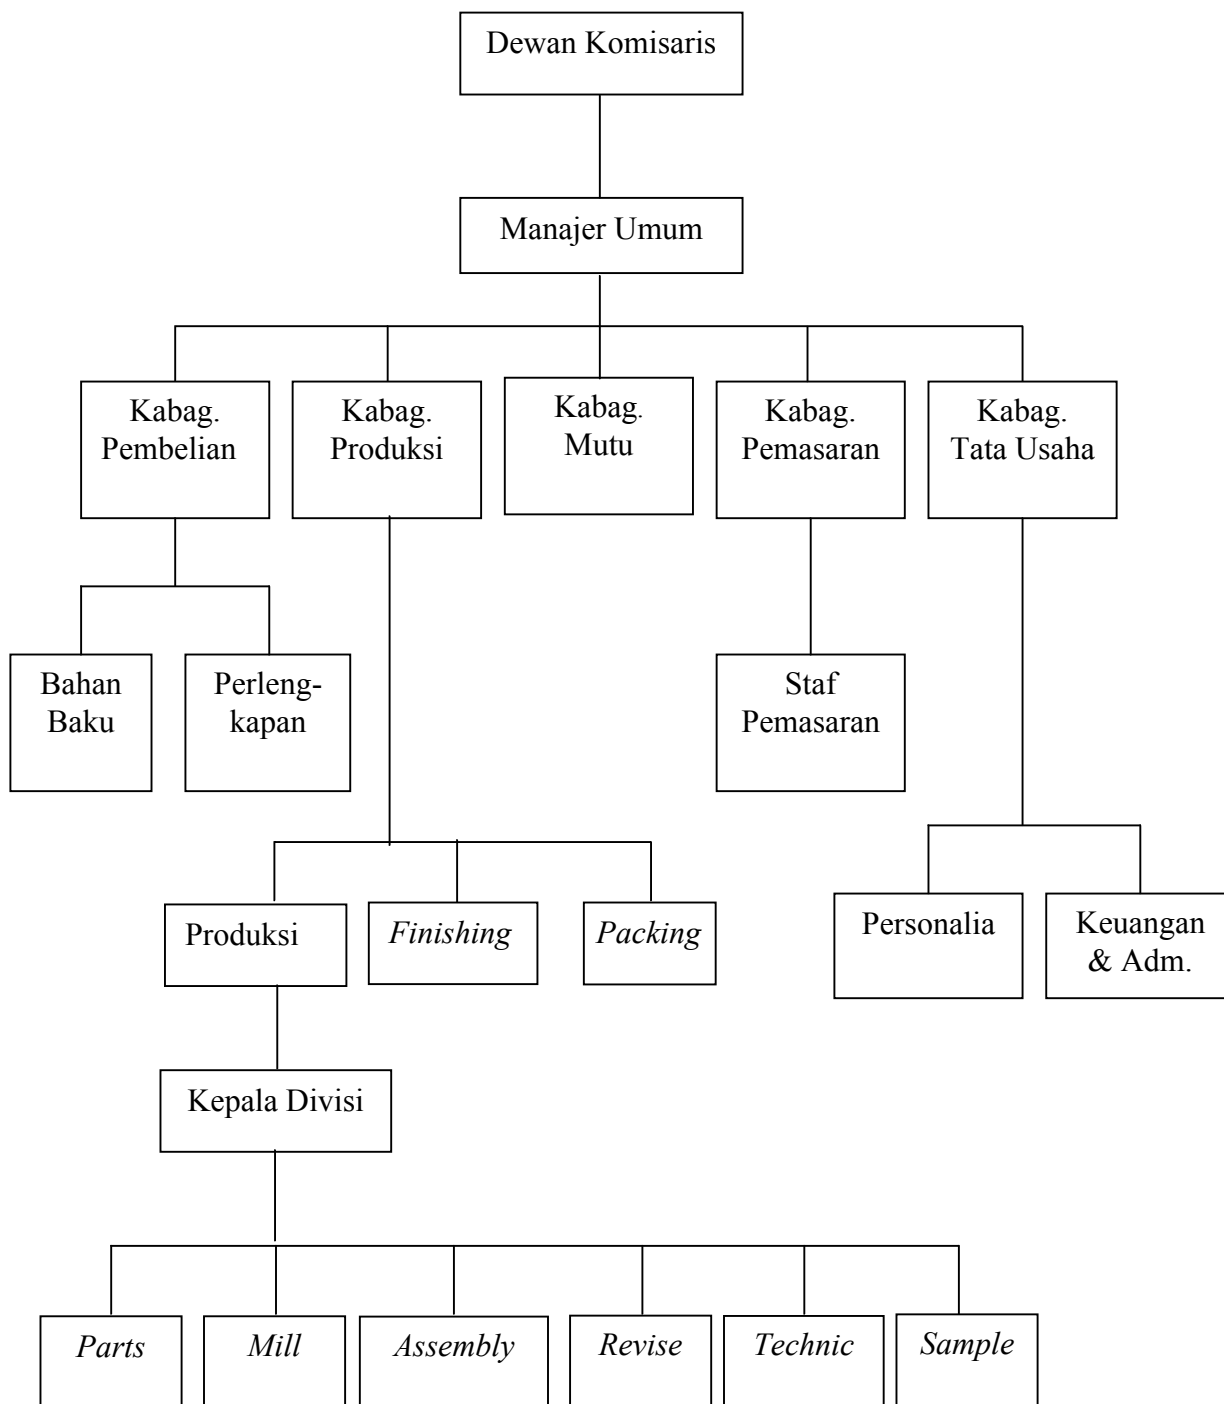 Dewan Komisaris
Manajer Umum
Kabag.
Pembelian
Kabag.
Produksi
Kabag.
Mutu
Kabag.
Pemasaran
Kabag.
Tata Usaha
Bahan
Baku
Perleng-
kapan
Staf
Pemasaran
Produksi
Finishing
Packing
Personalia
Keuangan
& Adm.
Kepala Divisi
Parts
Mill
Assembly
Revise
Technic
Sample